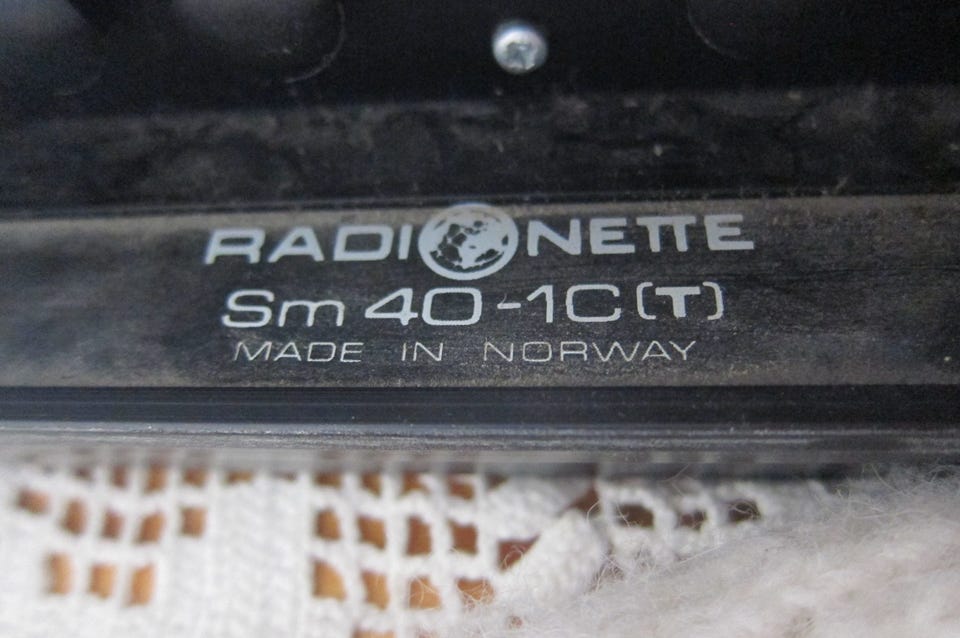 RADIONETTE
Sm 40-1C(T)
MADE IN NORWAY